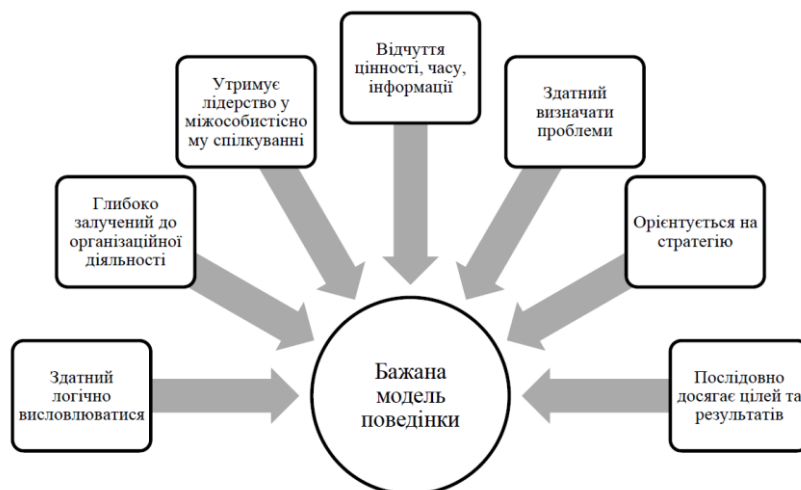 Здатний
логічно
висловлюватися
Глибоко
залучений до
організаційної
діяльності
Утримує
лідерство у
міжособистісно
му спілкуванні
Відчуття
цінності, часу,
інформації
Здатний
визначати
проблеми
Орієнтується на
стратегію
Послідовно
досягає цілей та
результатів
Бажана
модель
поведінки